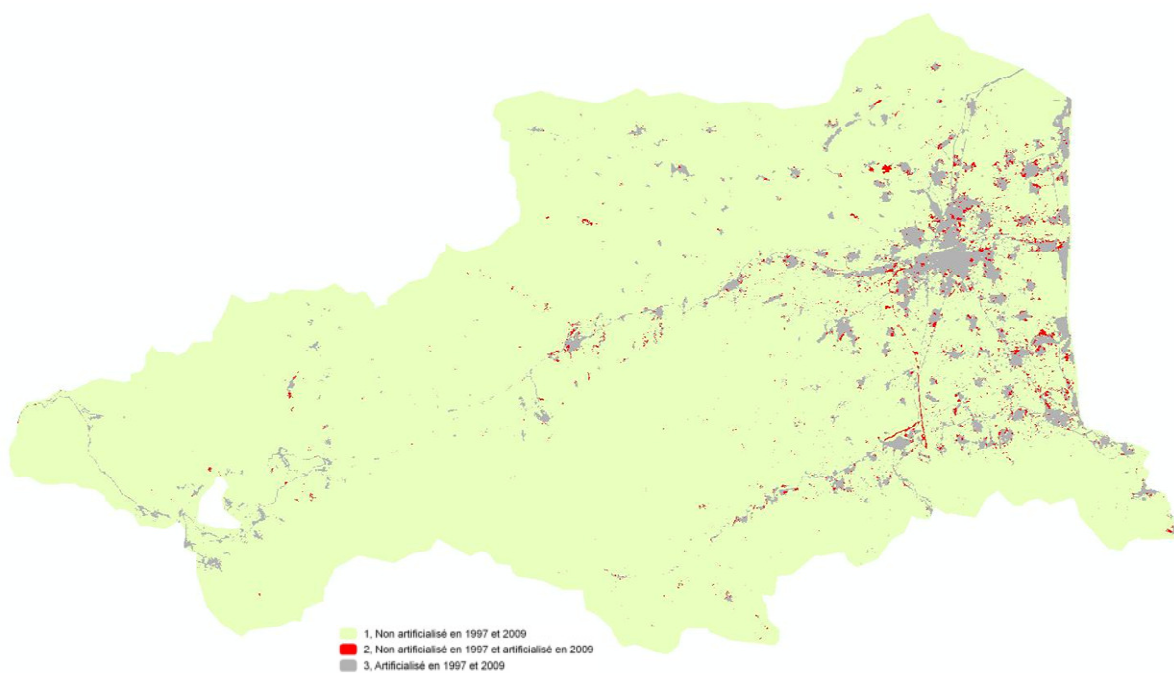 1, Non artificialisé en 1997 et 2009
2, Non artificialisé en 1997 et artificialisé en 2009
3, Artificialisé en 1997 et 2009